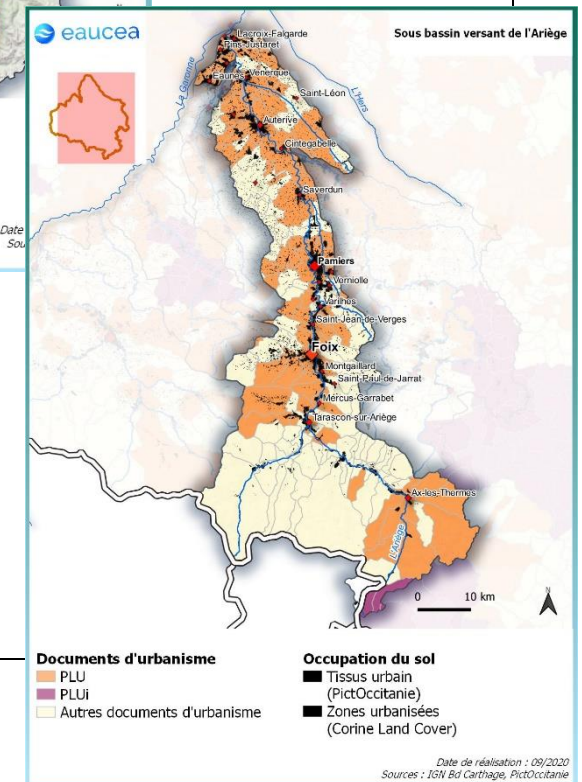 eaucea
Sous bassin versant de l'Ariège
Lacroix-Falgarde
Pins-Justaret
La Garonne
Eaunes
Venerque
L'Hers
Saint-Léon
Auterive
Cintegabelle
Saverdun
Date
Sou
Pamiers
Verniolle
Varilhes
Saint-Jean-de-Verges
Foix
Montgaillard
Saint-Paul-de-Jarrat
Mercus-Garrabet
Tarascon-sur-Ariège
Ax-les-Thermes
L'Ariège
0 10 km
N
Documents d'urbanisme
PLU
PLUi
Autres documents d'urbanisme
Occupation du sol
Tissus urbain
(PictOccitanie)
Zones urbanisées
(Corine Land Cover)
Date de réalisation : 09/2020
Sources : IGN Bd Carthage, PictOccitanie